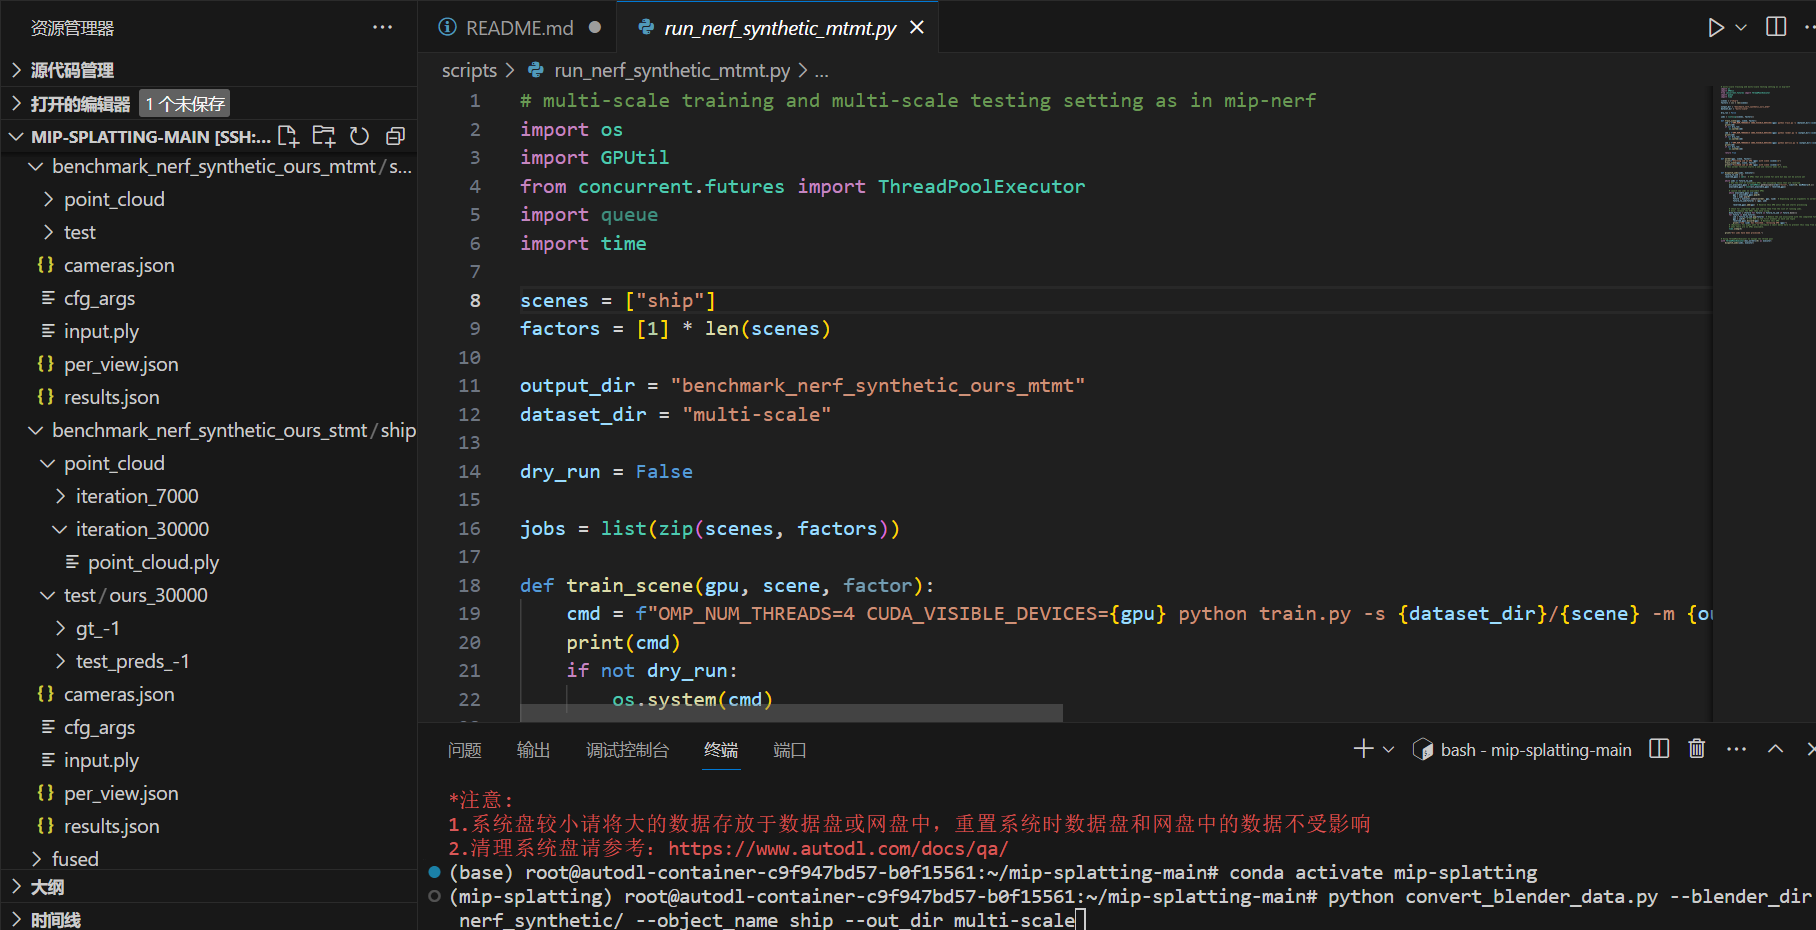 资源管理器
源代码管理
打开的编辑器 1 个未保存
MIP-SPLATTING-MAIN [SSH:...
benchmark_nerf_synthetic_ours_mtmt/s...
point_cloud
test
cameras.json
cfg_args
input.ply
per_view.json
results.json
benchmark_nerf_synthetic_ours_stmt/ship
point_cloud
iteration_7000
iteration_30000
point_cloud.ply
test/ours_30000
gt_-1
test_preds_-1
cameras.json
cfg_args
input.ply
per_view.json
results.json
fused
大纲
时间线
README.md
run_nerf_synthetic_mtmt.py
scripts > run_nerf_synthetic_mtmt.py > ...
1 # multi-scale training and multi-scale testing setting as in mip-nerf
2 import os
3 import GPUtil
4 from concurrent.futures import ThreadPoolExecutor
5 import queue
6 import time
7
8 scenes = ["ship"]
9 factors = [1] * len(scenes)
10
11 output_dir = "benchmark_nerf_synthetic_ours_mtmt"
12 dataset_dir = "multi-scale"
13
14 dry_run = False
15
16 jobs = list(zip(scenes, factors))
17
18 def train_scene(gpu, scene, factor):
19 cmd = f"OMP_NUM_THREADS=4 CUDA_VISIBLE_DEVICES={gpu} python train.py -s {dataset_dir}/{scene} -m {ou
20 print(cmd)
21 if not dry_run:
22 os.system(cmd)
问题 输出 调试控制台 终端 端口
bash - mip-splatting-main
*注意:
1.系统盘较小请将大的数据存放于数据盘或网盘中，重置系统时数据盘和网盘中的数据不受影响
2.清理系统盘请参考：https://www.autodl.com/docs/qa/
(base) root@autodl-container-c9f947bd57-b0f15561:~/mip-splatting-main# conda activate mip-splatting
(mip-splatting) root@autodl-container-c9f947bd57-b0f15561:~/mip-splatting-main# python convert_blender_data.py --blender_dir
nerf_synthetic/ --object_name ship --out_dir multi-scale